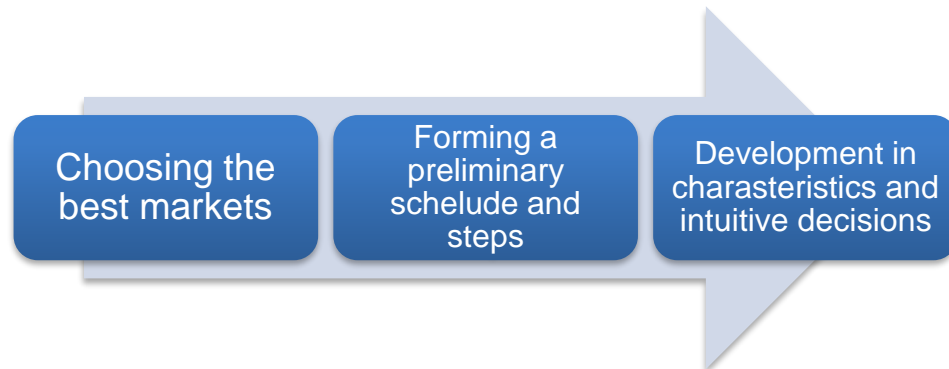 Choosing the
best markets
Forming a
preliminary
schelude and
steps
Development in
charasteristics and
intuitive decisions